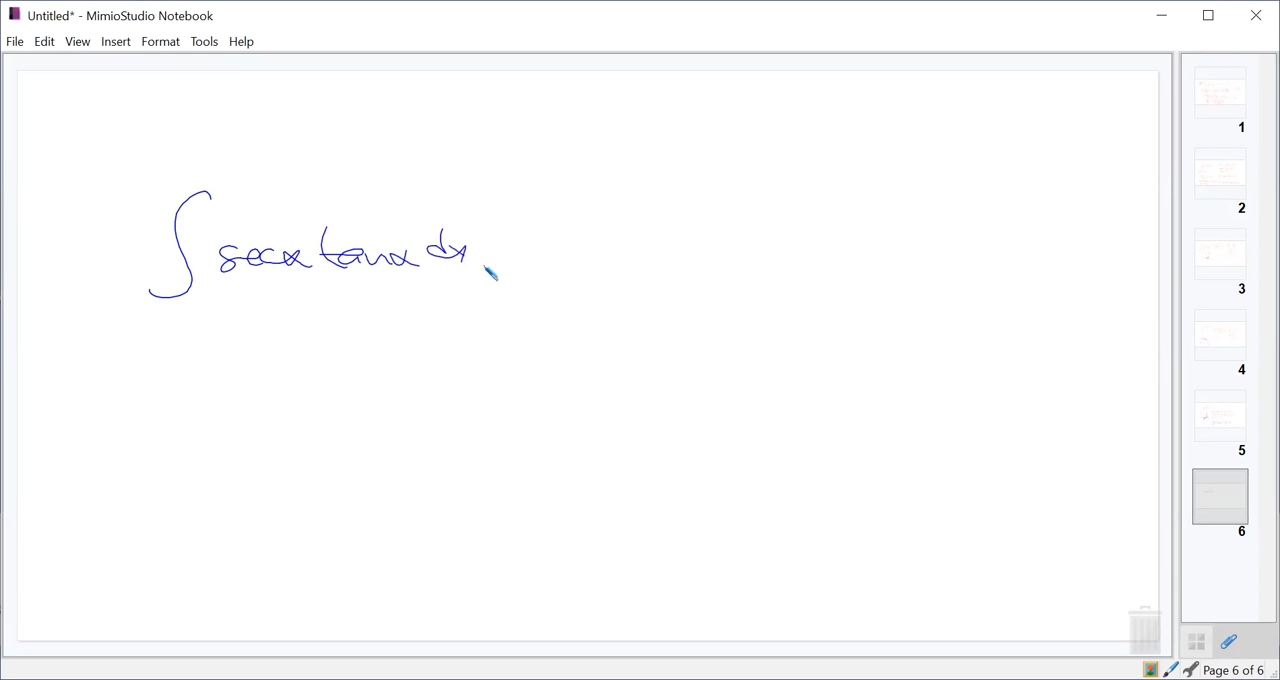 Untitled* - MimioStudio Notebook
File Edit View Insert Format Tools Help
∫ secx tanx dx
1
2
3
4
5
6
Page 6 of 6